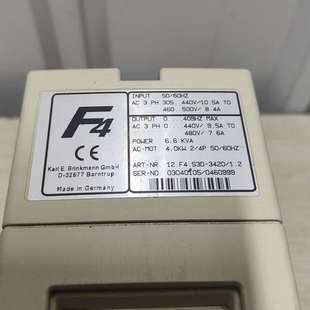 INPUT 50/60HZ
AC 3 PH 305. 440V/10.5A TO
460. 500V/ 8.4A
OUTPUT 0. 409HZ MAX
AC 3 PH 0. 440V/ 9.5A TO
480V/ 7.6A
POWER 6.6 KVA
AC-MOT. 4.0KW 2/4P 50/60HZ
F4
CE
Karl E. Brinkmann GmbH
D-32677 Barntrup
Made in Germany
ART-NR. 12.F4.S3D-3420/1.2
SER-NO 03040105/0460999